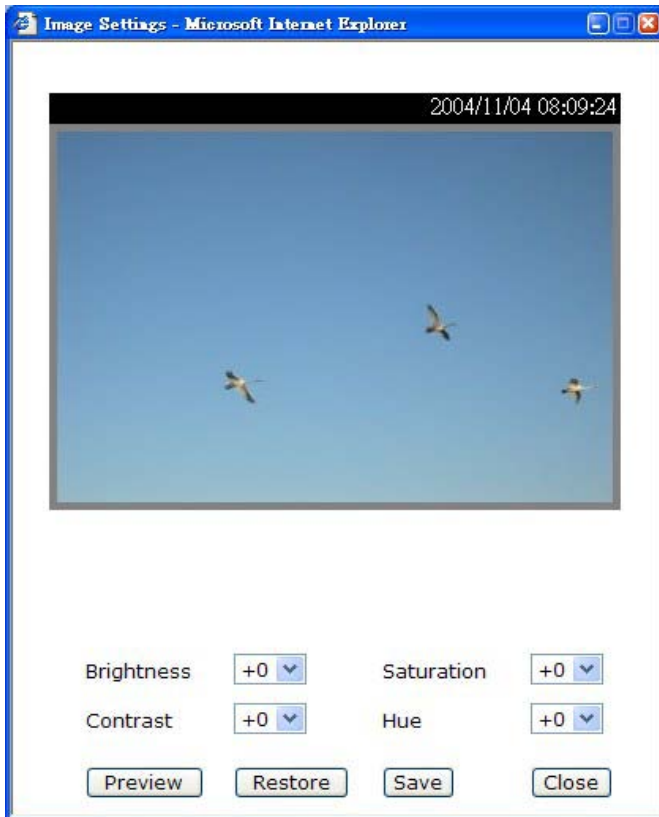 Image Settings - Microsoft Internet Explorer
2004/11/04 08:09:24
Brightness +0 Saturation +0
Contrast +0 Hue +0
Preview Restore Save Close